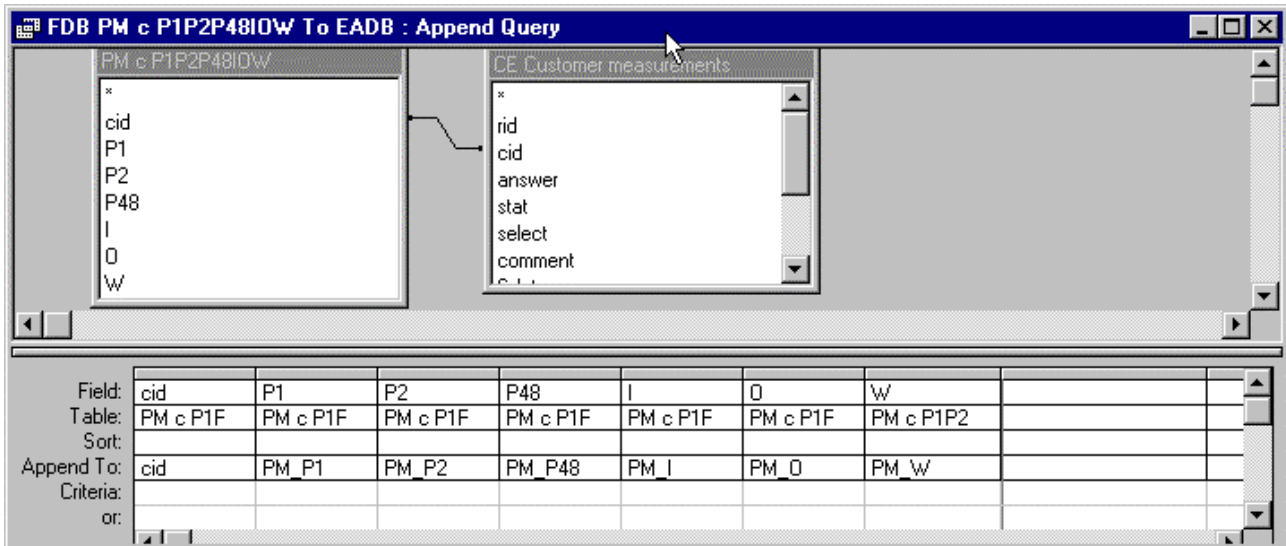 FDB PM c P1P2P48IOW To EADB : Append Query
PM c P1P2P48IOW
*
cid
P1
P2
P48
I
O
W
CE Customer measurements
*
rid
cid
answer
stat
select
comment
Field: cid P1 P2 P48 I O W
Table: PM c P1F PM c P1F PM c P1F PM c P1F PM c P1F PM c P1F PM c P1P2
Sort:
Append To: cid PM_P1 PM_P2 PM_P48 PM_I PM_O PM_W
Criteria:
or: